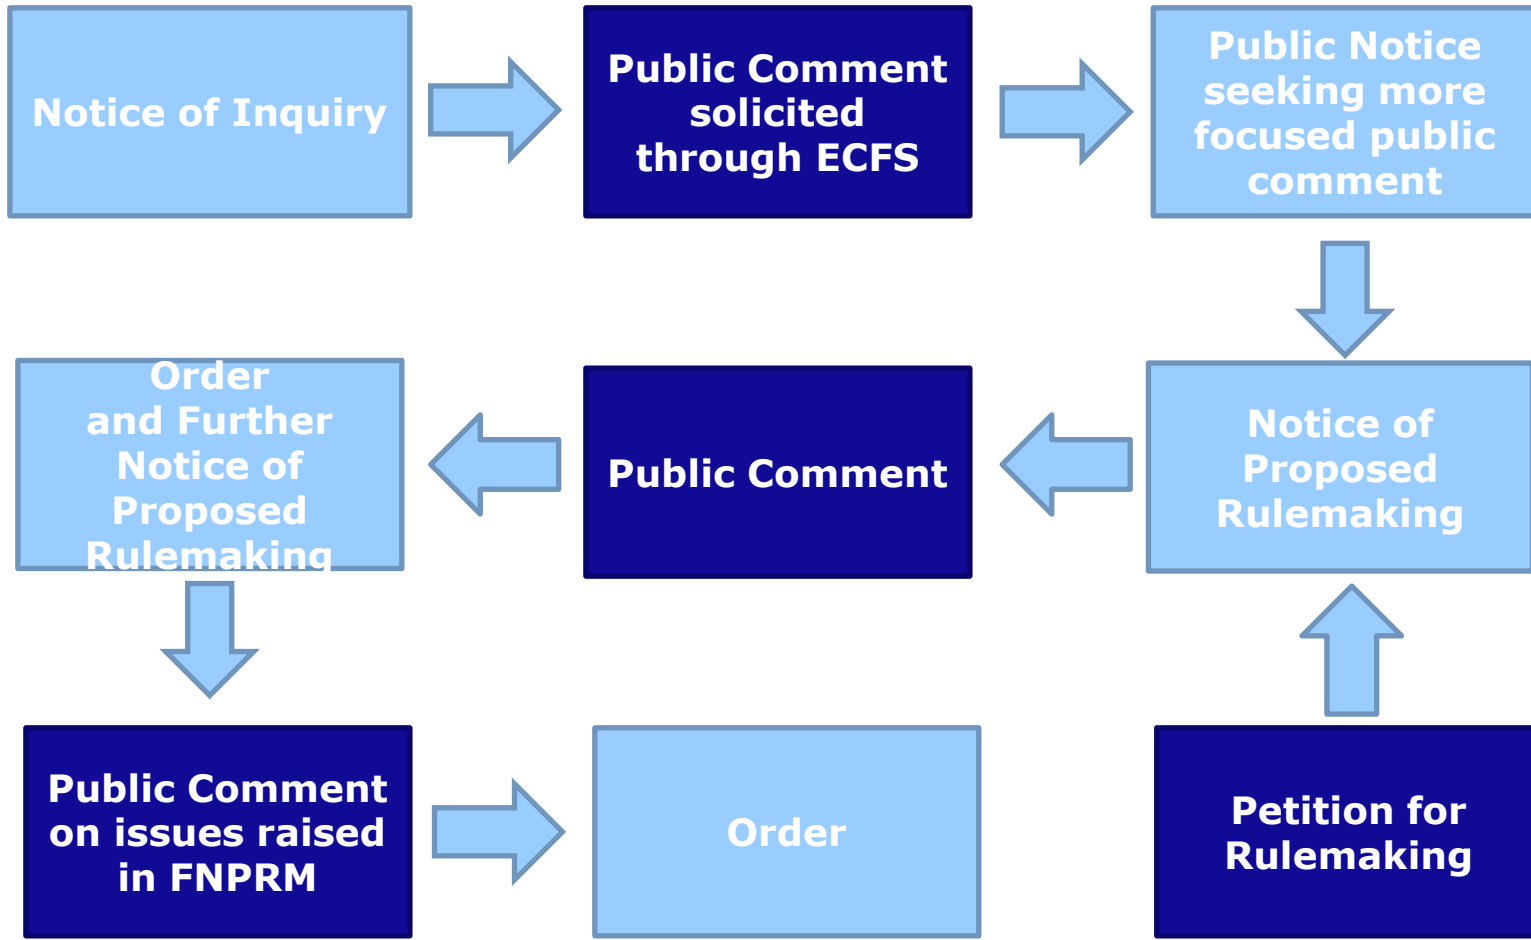 Notice of Inquiry
Public Comment
solicited
through ECFS
Public Notice
seeking more
focused public
comment
Order
and Further
Notice of
Proposed
Rulemaking
Public Comment
Notice of
Proposed
Rulemaking
Public Comment
on issues raised
in FNPRM
Order
Petition for
Rulemaking